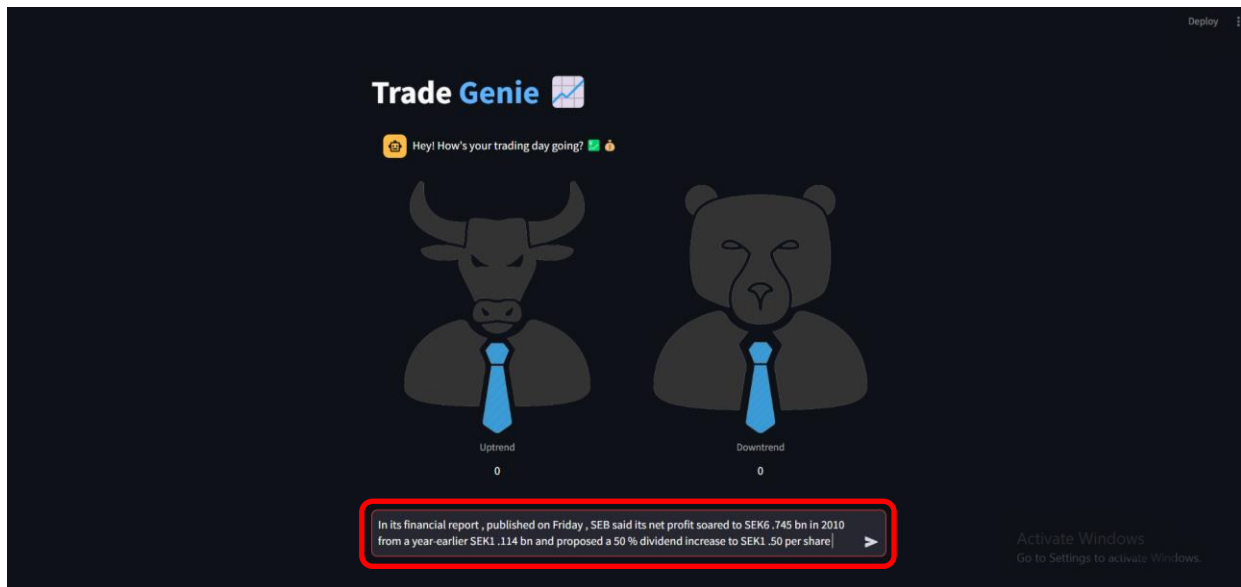 Deploy
Trade Genie
Hey! How's your trading day going?
Uptrend
Downtrend
0
0
In its financial report , published on Friday , SEB said its net profit soared to SEK6 .745 bn in 2010
from a year-earlier SEK1 .114 bn and proposed a 50 % dividend increase to SEK1 .50 per share
Activate Windows
Go to Settings to activate Windows.